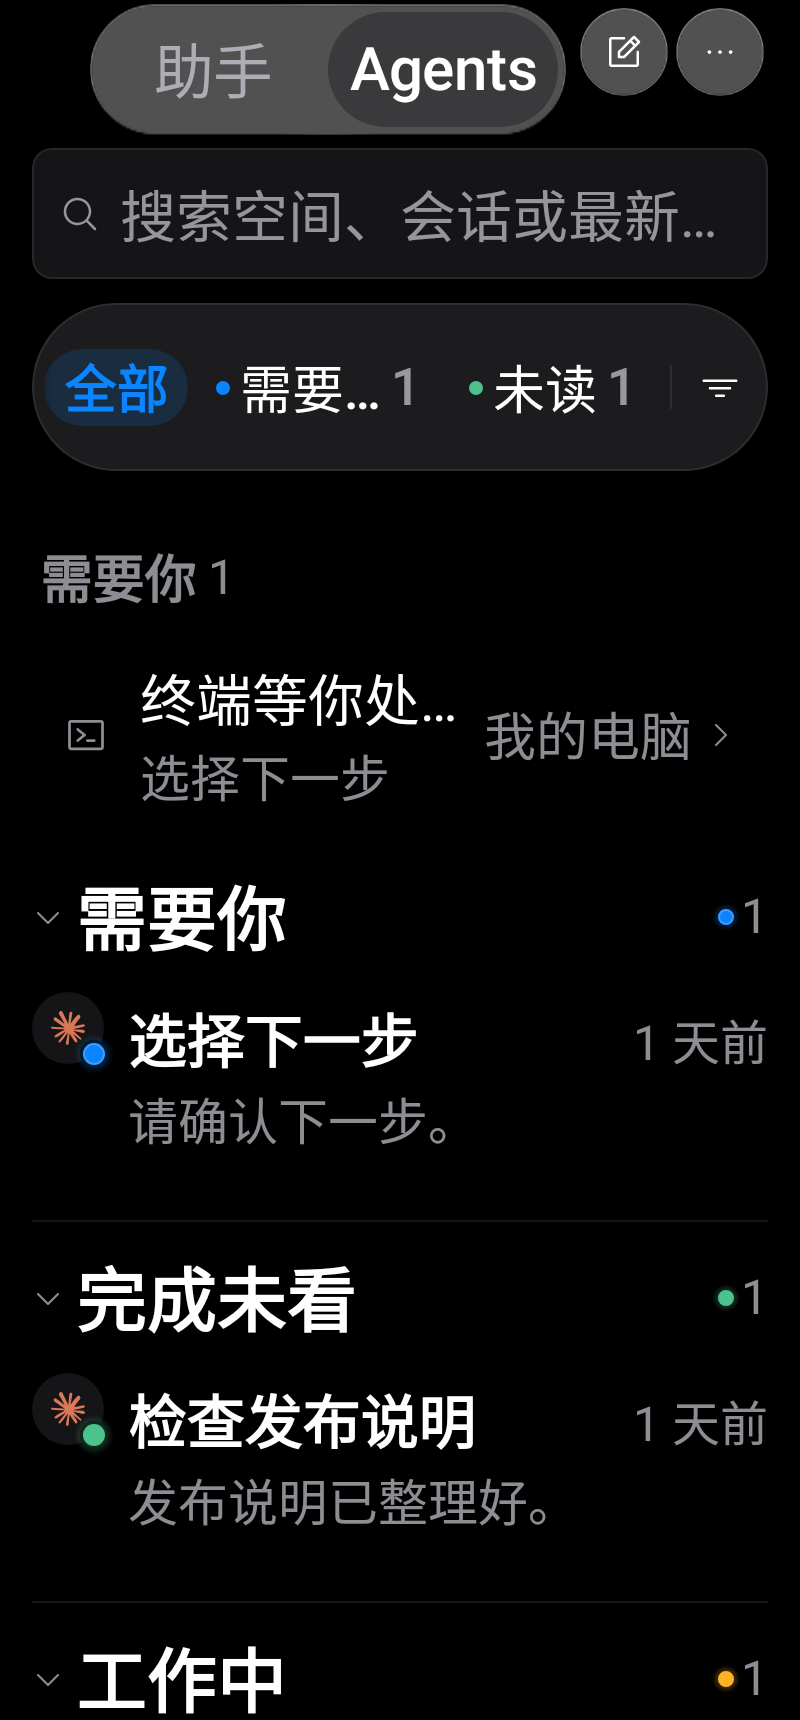 助手 Agents
搜索空间、会话或最新...
全部 需要... 1 未读 1
需要你 1
终端等你处...
选择下一步
我的电脑
需要你 1
选择下一步 1 天前
请确认下一步。
完成未看 1
检查发布说明 1 天前
发布说明已整理好。
工作中 1